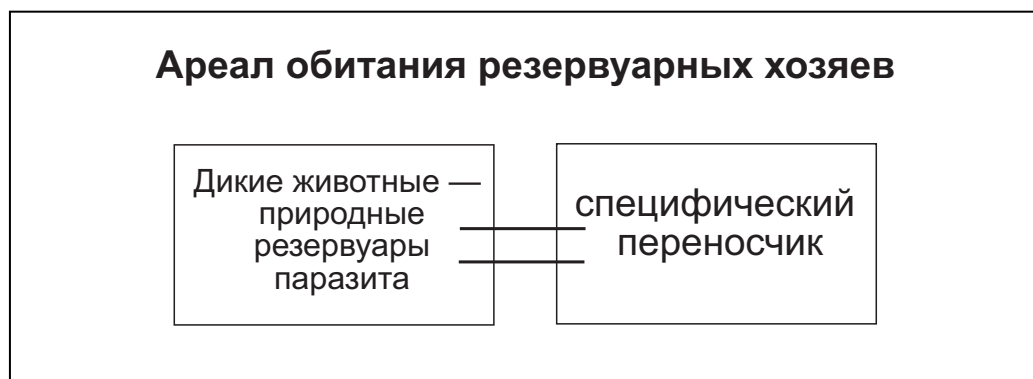 Ареал обитания резервуарных хозяев
Дикие животные —
природные
резервуары
паразита
специфический
переносчик